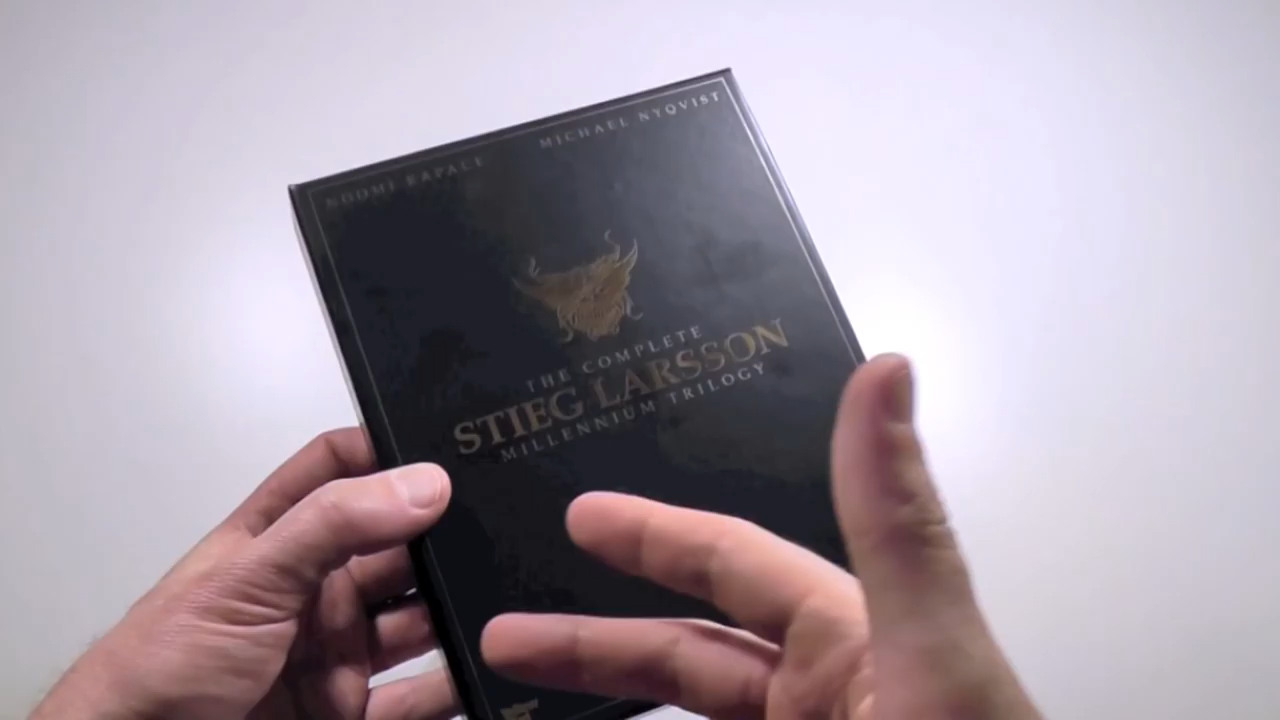 NOOMI RAPACE
MICHAEL NYQVIST
THE COMPLETE
STIEG LARSSON
MILLENNIUM TRILOGY